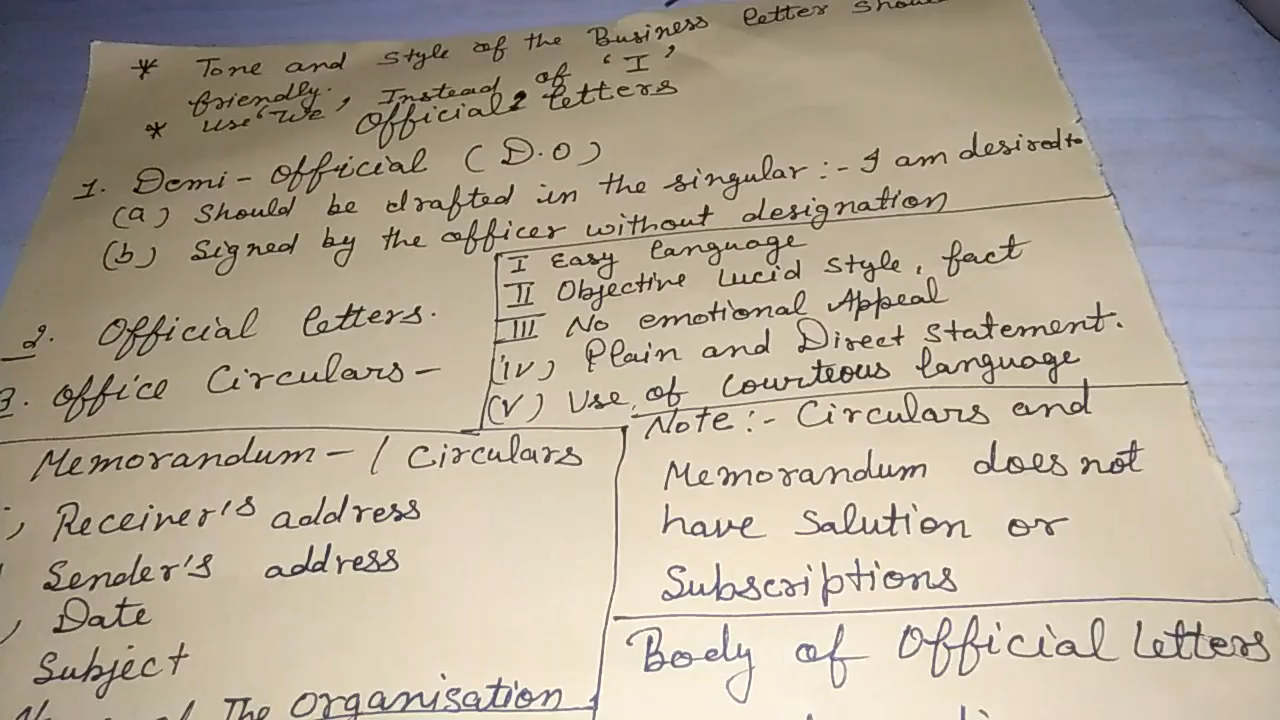 * Tone and Style of the Business letter
friendly.
* Use 'We', Instead of 'I'
Official letters
1. Demi-official (D.O)
(a) Should be drafted in the singular :- I am desired to
(b) Signed by the officer without designation
I Easy language
II Objective Lucid style, fact
III No emotional Appeal
(iv) Plain and Direct Statement.
(V) Use of Courteous language
2. Official letters.
3. Office Circulars-
Memorandum - / Circulars
Receiver's address
Sender's address
Date
Subject
The organisation
Note :- Circulars and
Memorandum does not
have Salution or
Subscriptions
Body of Official Letters